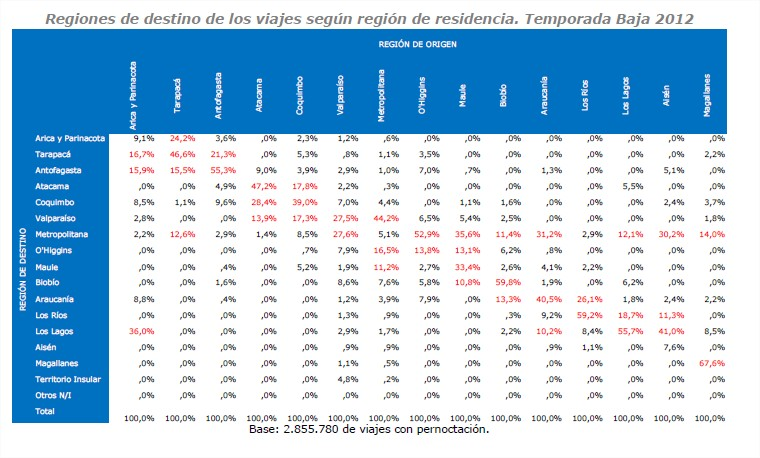 Regiones de destino de los viajes según región de residencia. Temporada Baja 2012
REGIÓN DE ORIGEN
Arica y Parinacota Tarapacá Antofagasta Atacama Coquimbo Valparaíso Metropolitana O'Higgins Maule Biobío Araucanía Los Ríos Los Lagos Aisén Magallanes
REGIÓN DE DESTINO
Arica y Parinacota 9,1% 24,2% 3,6% ,0% 2,3% 1,2% ,6% ,0% ,0% ,0% ,0% ,0% ,0% ,0% ,0%
Tarapacá 16,7% 46,6% 21,3% ,0% 5,3% ,8% 1,1% 3,5% ,0% ,0% ,0% ,0% ,0% ,0% 2,2%
Antofagasta 15,9% 15,5% 55,3% 9,0% 3,9% 2,9% 1,0% 7,0% ,7% ,0% 1,3% ,0% ,0% 5,1% ,0%
Atacama ,0% ,0% 4,9% 47,2% 17,8% 2,2% ,3% ,0% ,0% ,0% ,0% ,0% 5,5% ,0% ,0%
Coquimbo 8,5% 1,1% 9,6% 28,4% 39,0% 7,0% 4,4% ,0% 1,1% 1,6% ,0% ,0% ,0% 2,4% 3,7%
Valparaíso 2,8% ,0% ,0% 13,9% 17,3% 27,5% 44,2% 6,5% 5,4% 2,5% ,0% ,0% ,0% ,0% 1,8%
Metropolitana 2,2% 12,6% 2,9% 1,4% 8,5% 27,6% 5,1% 52,9% 35,6% 11,4% 31,2% 2,9% 12,1% 30,2% 14,0%
O'Higgins ,0% ,0% ,0% ,0% ,7% 7,9% 16,5% 13,8% 13,1% 6,2% ,8% ,0% ,0% ,0% ,0%
Maule ,0% ,0% ,4% ,0% 5,2% 1,9% 11,2% 2,7% 33,4% 2,6% 4,1% 2,2% ,0% ,0% ,0%
Biobío ,0% ,0% 1,6% ,0% ,0% 8,6% 7,6% 5,8% 10,8% 59,8% 1,9% ,0% 6,2% ,0% ,0%
Araucanía 8,8% ,0% ,4% ,0% ,0% 1,2% 3,9% 7,9% ,0% 13,3% 40,5% 26,1% 1,8% 2,4% 2,2%
Los Ríos ,0% ,0% ,0% ,0% ,0% 1,3% ,9% ,0% ,0% ,3% 9,2% 59,2% 18,7% 11,3% ,0%
Los Lagos 36,0% ,0% ,0% ,0% ,0% 2,9% 1,7% ,0% ,0% 2,2% 10,2% 8,4% 55,7% 41,0% 8,5%
Aisén ,0% ,0% ,0% ,0% ,0% ,9% ,9% ,0% ,0% ,0% ,9% 1,1% ,0% 7,6% ,0%
Magallanes ,0% ,0% ,0% ,0% ,0% 1,1% ,5% ,0% ,0% ,0% ,0% ,0% ,0% ,0% 67,6%
Territorio Insular ,0% ,0% ,0% ,0% ,0% 4,8% ,2% ,0% ,0% ,0% ,0% ,0% ,0% ,0% ,0%
Otros N/I ,0% ,0% ,0% ,0% ,0% ,0% ,0% ,0% ,0% ,0% ,0% ,0% ,0% ,0% ,0%
Total 100,0% 100,0% 100,0% 100,0% 100,0% 100,0% 100,0% 100,0% 100,0% 100,0% 100,0% 100,0% 100,0% 100,0% 100,0%
Base: 2.855.780 de viajes con pernoctación.